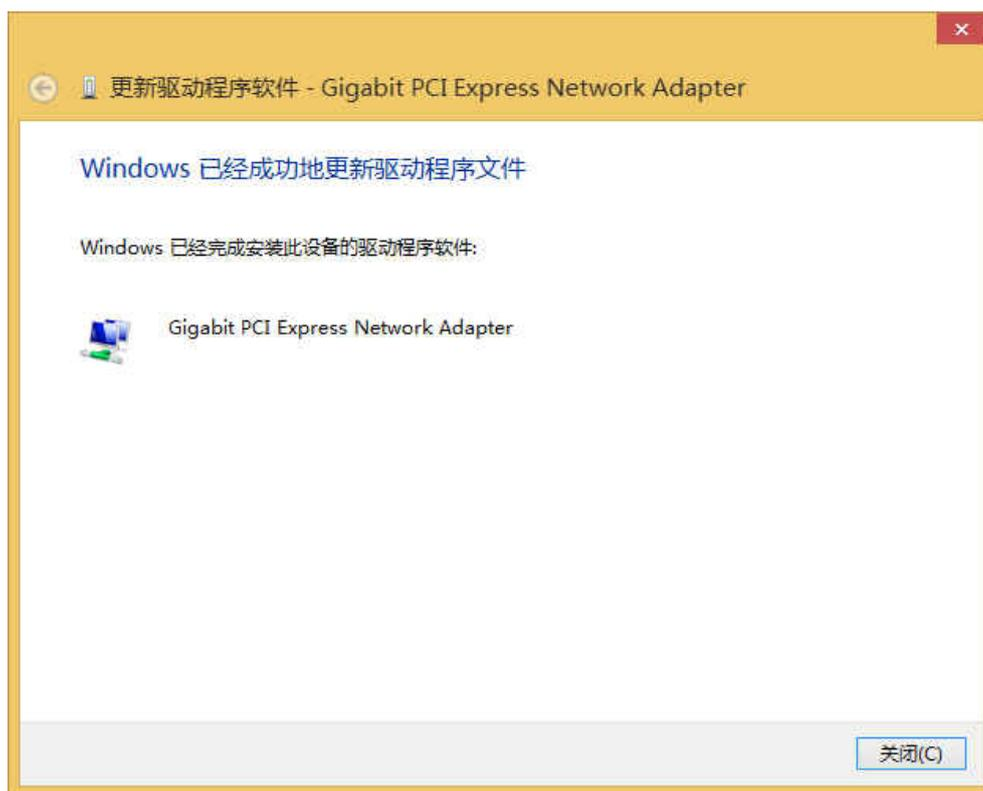 更新驱动程序软件 - Gigabit PCI Express Network Adapter
Windows 已经成功地更新驱动程序文件
Windows 已经完成安装此设备的驱动程序软件:
Gigabit PCI Express Network Adapter
关闭(C)